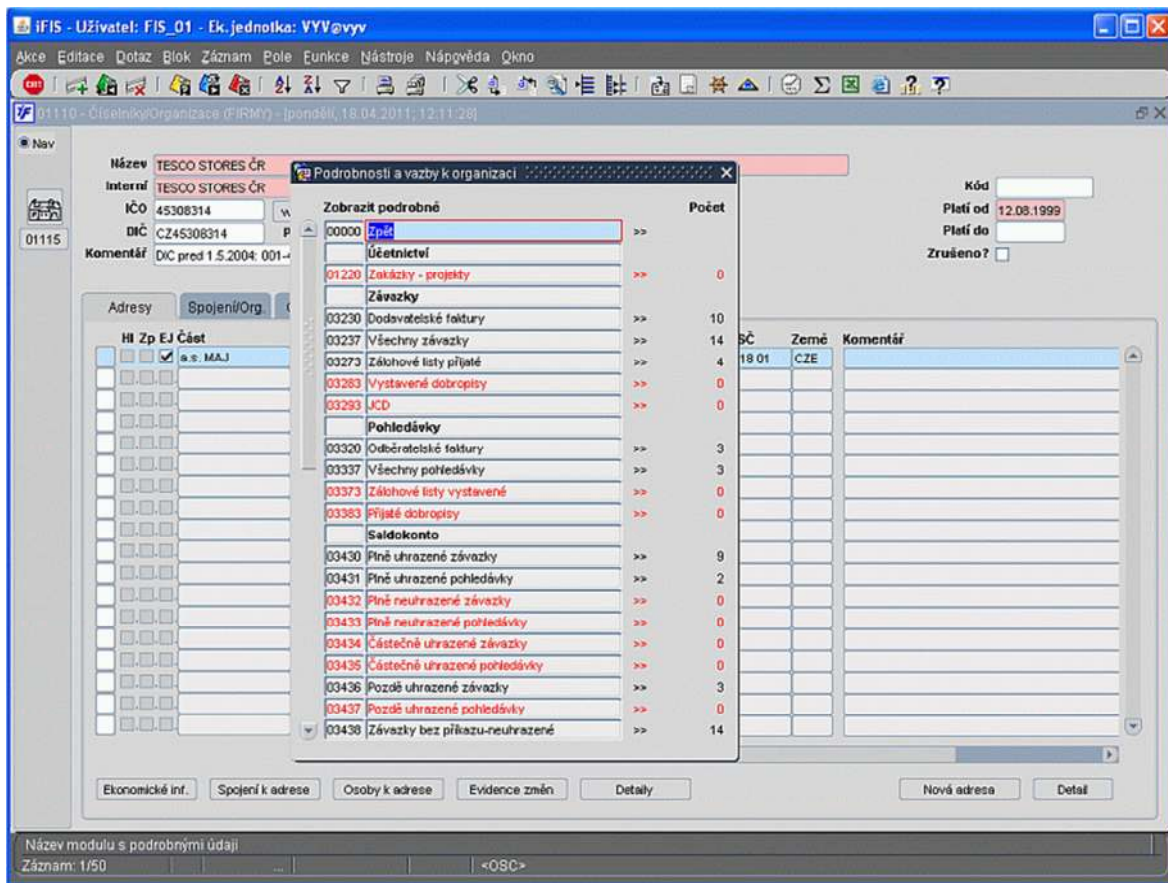 iFIS - Uživatel: FIS_01 - Ek.jednotka: VYV@vyv
Akce Editace Dotaz Blok Záznam Pole Funkce Nástroje Nápověda Okno
01110 - Číselníky/Organizace (FIRMY) - [pondělí, 18.04.2011; 12:11:28]
Nav
01115
Název TESCO STORES ČR
Interní TESCO STORES ČR
IČO 45308314
DIČ CZ45308314
Komentář DIC pred 1.5.2004: 001-
Kód
Platí od 12.08.1999
Platí do
Zrušeno?
Adresy Spojení/Org.
Hl Zp EJ Část
a.s. MAJ
SČ Země Komentář
18 01 CZE
Podrobnosti a vazby k organizaci
Zobrazit podrobně Počet
00000 Zpět >>
Účetnictví
01220 Zakázky - projekty >> 0
Závazky
03230 Dodavatelské faktury >> 10
03237 Všechny závazky >> 14
03273 Zálohové listy přijaté >> 4
03283 Vystavené dobropisy >> 0
03293 JCD >> 0
Pohledávky
03320 Odběratelské faktury >> 3
03337 Všechny pohledávky >> 3
03373 Zálohové listy vystavené >> 0
03383 Přijaté dobropisy >> 0
Saldokonto
03430 Plně uhrazené závazky >> 9
03431 Plně uhrazené pohledávky >> 2
03432 Plně neuhrazené závazky >> 0
03433 Plně neuhrazené pohledávky >> 0
03434 Částečně uhrazené závazky >> 0
03435 Částečně uhrazené pohledávky >> 0
03436 Pozdě uhrazené závazky >> 3
03437 Pozdě uhrazené pohledávky >> 0
03438 Závazky bez příkazu-neuhrazené >> 14
Ekonomické inf. Spojení k adrese Osoby k adrese Evidence změn Detaily Nová adresa Detail
Název modulu s podrobnými údaji
Záznam: 1/50 ... <OSC>